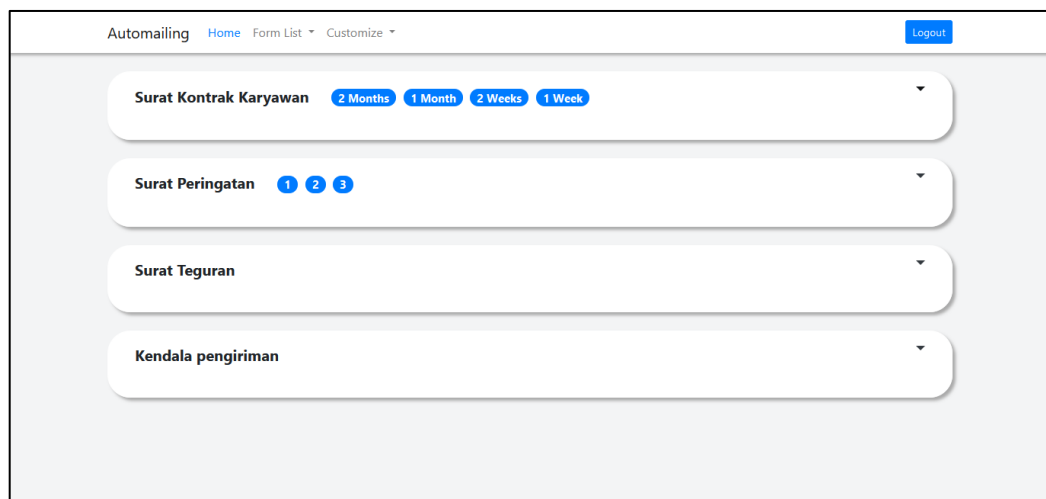 Automailing Home Form List Customize Logout
Surat Kontrak Karyawan 2 Months 1 Month 2 Weeks 1 Week
Surat Peringatan 1 2 3
Surat Teguran
Kendala pengiriman